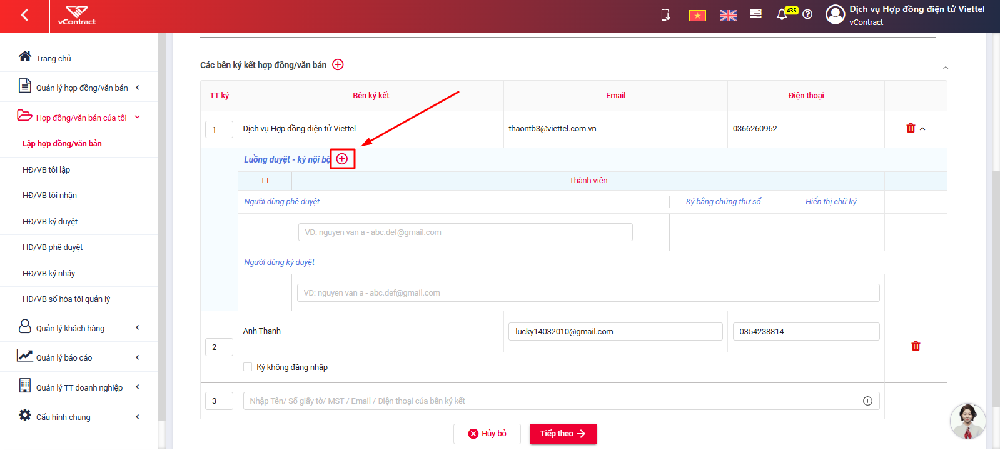 vContract
435
Dịch vụ Hợp đồng điện tử Viettel
vContract
Trang chủ
Quản lý hợp đồng/văn bản
Hợp đồng/văn bản của tôi
Lập hợp đồng/văn bản
HĐ/VB tôi lập
HĐ/VB tôi nhận
HĐ/VB ký duyệt
HĐ/VB phê duyệt
HĐ/VB ký nháy
HĐ/VB số hóa tôi quản lý
Quản lý khách hàng
Quản lý báo cáo
Quản lý TT doanh nghiệp
Cấu hình chung
Các bên ký kết hợp đồng/văn bản
TT ký Bên ký kết Email Điện thoại
1 Dịch vụ Hợp đồng điện tử Viettel thaontb3@viettel.com.vn 0366260962
Luồng duyệt - ký nội bộ
TT Thành viên
Người dùng phê duyệt Ký bằng chứng thư số Hiển thị chữ ký
VD: nguyen van a - abc.def@gmail.com
Người dùng ký duyệt
VD: nguyen van a - abc.def@gmail.com
2 Anh Thanh lucky14032010@gmail.com 0354238814
Ký không đăng nhập
3 Nhập Tên/ Số giấy tờ/ MST / Email / Điện thoại của bên ký kết
Hủy bỏ Tiếp theo